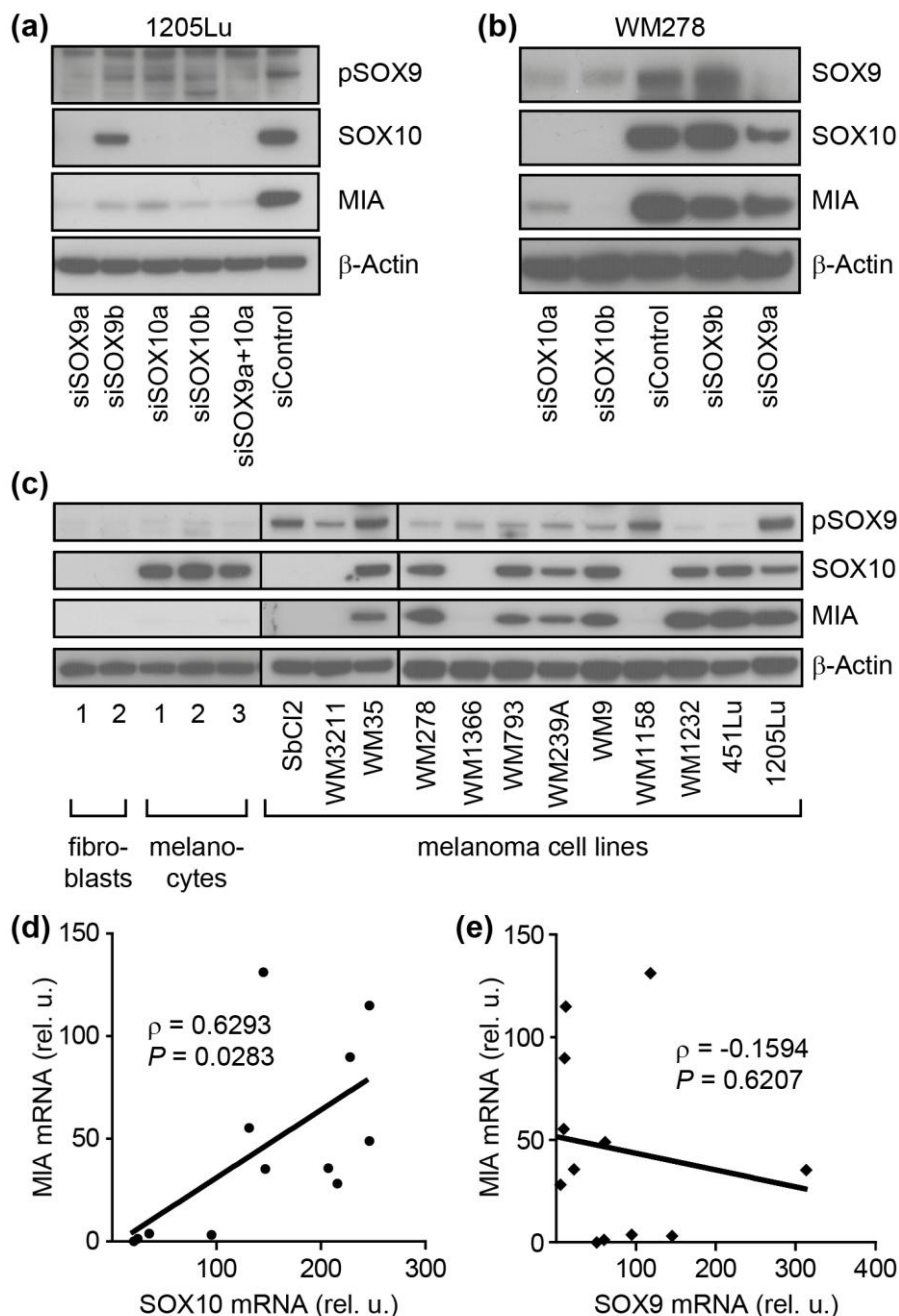 (a)
1205Lu
pSOX9
SOX10
MIA
β-Actin
siSOX9a
siSOX9b
siSOX10a
siSOX10b
siSOX9a+10a
siControl
(b)
WM278
SOX9
SOX10
MIA
β-Actin
siSOX10a
siSOX10b
siControl
siSOX9b
siSOX9a
(c)
pSOX9
SOX10
MIA
β-Actin
1 2 1 2 3
SbCl2
WM3211
WM35
WM278
WM1366
WM793
WM239A
WM9
WM1158
WM1232
451Lu
1205Lu
fibro-
blasts
melano-
cytes
melanoma cell lines
(d)
MIA mRNA (rel. u.)
150
100
50
0
ρ = 0.6293
P = 0.0283
100 200 300
SOX10 mRNA (rel. u.)
(e)
MIA mRNA (rel. u.)
150
100
50
0
ρ = -0.1594
P = 0.6207
100 200 300 400
SOX9 mRNA (rel. u.)